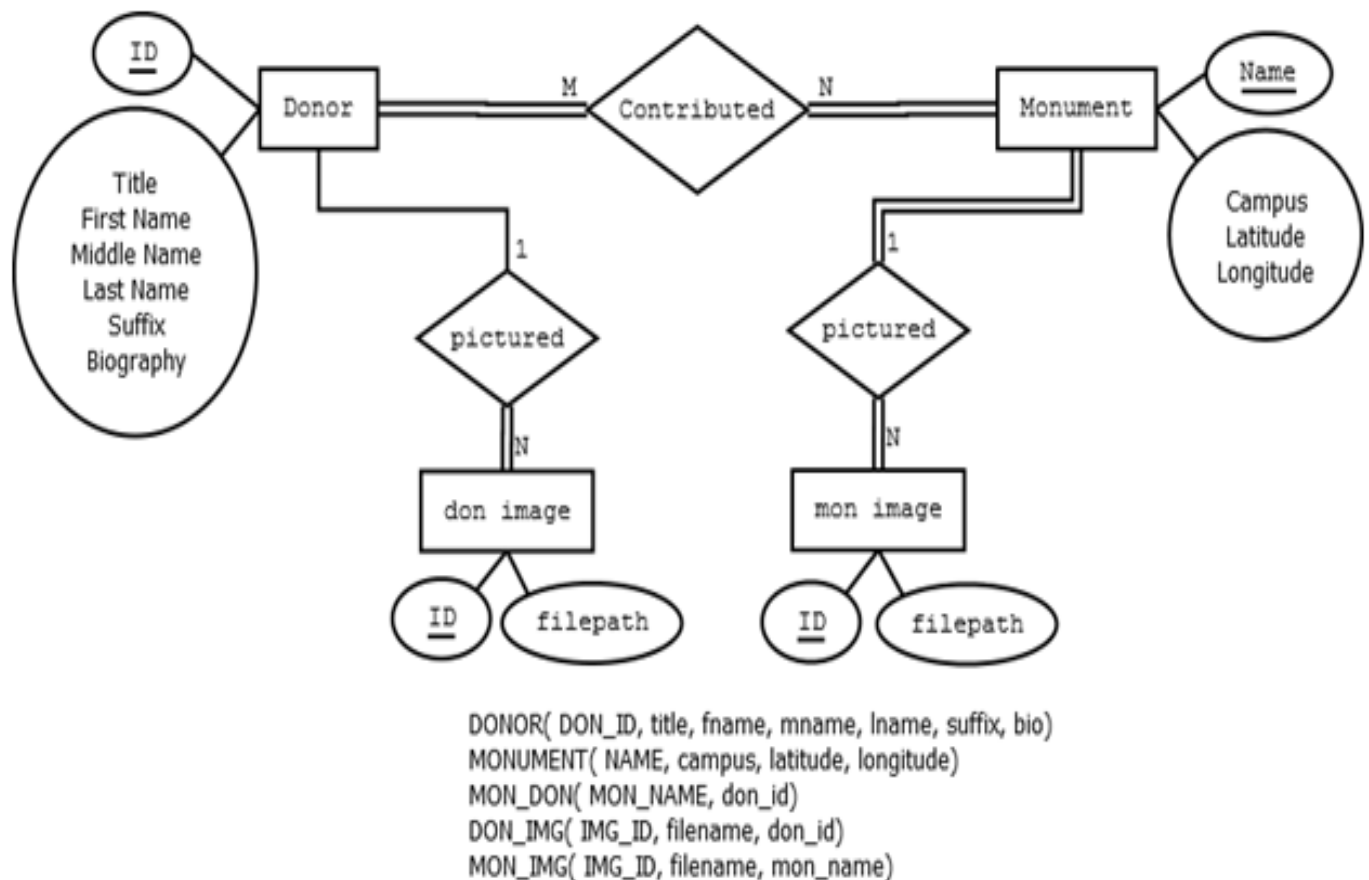 ID
Donor
M
Contributed
N
Monument
Name
Title
First Name
Middle Name
Last Name
Suffix
Biography
Campus
Latitude
Longitude
1
pictured
N
don image
ID
filepath
1
pictured
N
mon image
ID
filepath
DONOR( DON_ID, title, fname, mname, lname, suffix, bio)
MONUMENT( NAME, campus, latitude, longitude)
MON_DON( MON_NAME, don_id)
DON_IMG( IMG_ID, filename, don_id)
MON_IMG( IMG_ID, filename, mon_name)